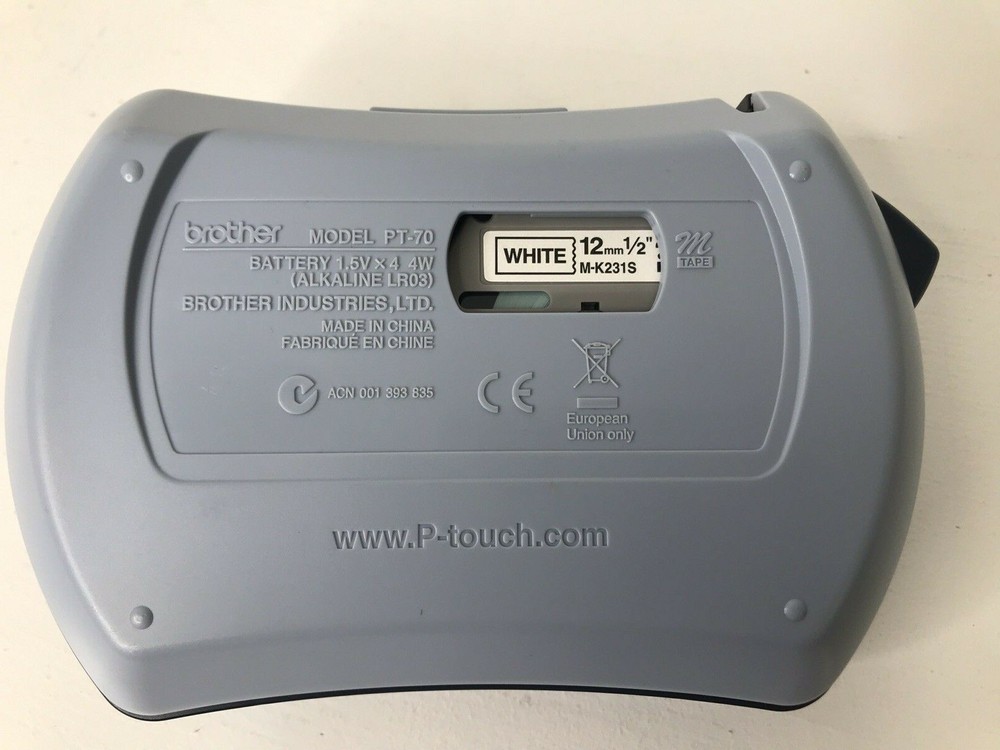 brother MODEL PT-70
BATTERY 1.5V×4 4W
(ALKALINE LR03)
BROTHER INDUSTRIES,LTD.
MADE IN CHINA
FABRIQUÉ EN CHINE
ACN 001 393 835
WHITE
12mm 1/2"
M-K231S
M
TAPE
CE
European
Union only
www.P-touch.com